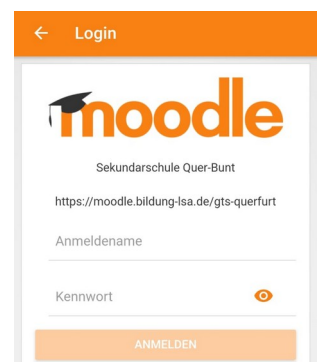 Login
moodle
Sekundarschule Quer-Bunt
https://moodle.bildung-lsa.de/gts-querfurt
Anmeldename
Kennwort
ANMELDEN